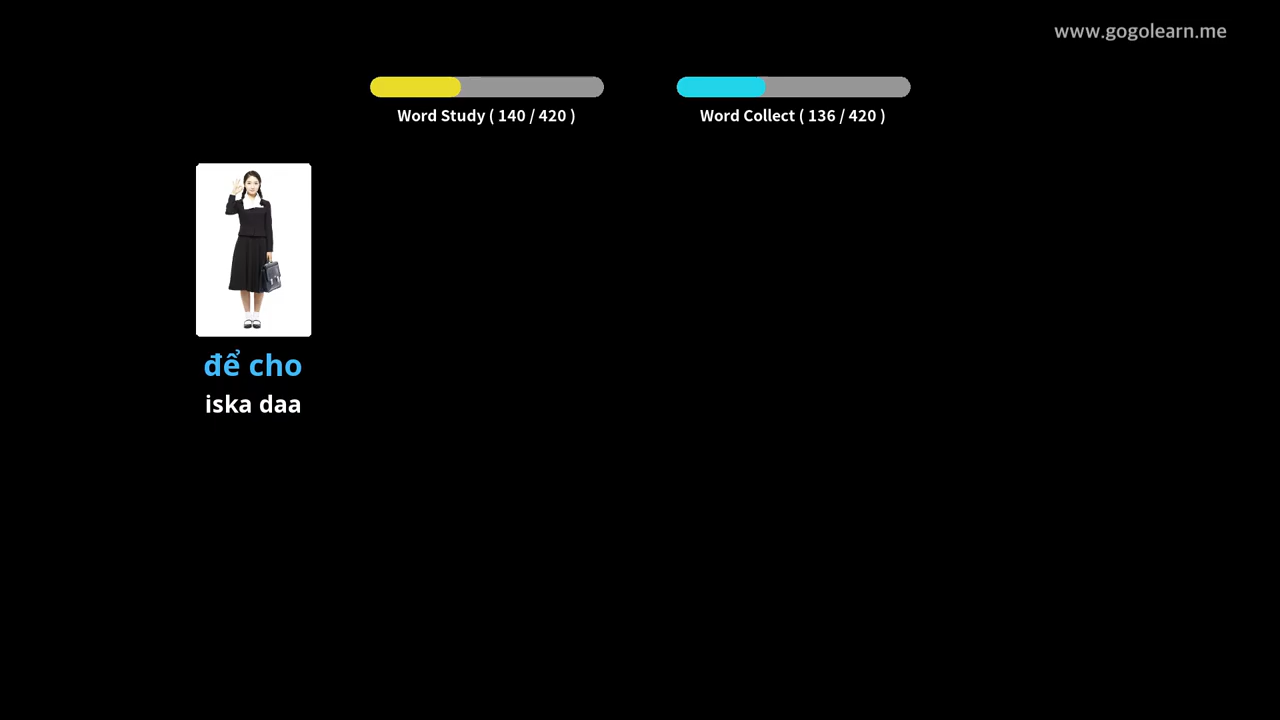 www.gogolearn.me
Word Study ( 140 / 420 )
Word Collect ( 136 / 420 )
để cho
iska daa